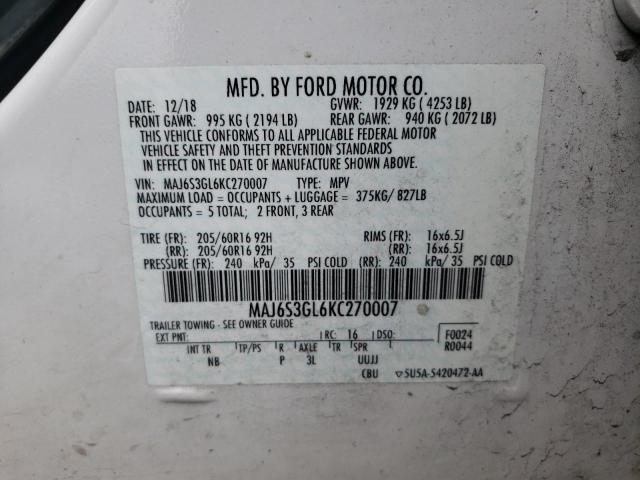 MFD. BY FORD MOTOR CO.
DATE: 12/18 GVWR: 1929 KG ( 4253 LB)
FRONT GAWR: 995 KG ( 2194 LB) REAR GAWR: 940 KG ( 2072 LB)
THIS VEHICLE CONFORMS TO ALL APPLICABLE FEDERAL MOTOR
VEHICLE SAFETY AND THEFT PREVENTION STANDARDS
IN EFFECT ON THE DATE OF MANUFACTURE SHOWN ABOVE.
VIN: MAJ6S3GL6KC270007 TYPE: MPV
MAXIMUM LOAD = OCCUPANTS + LUGGAGE = 375KG/ 827LB
OCCUPANTS = 5 TOTAL; 2 FRONT, 3 REAR
TIRE (FR): 205/60R16 92H RIMS (FR): 16x6.5J
(RR): 205/60R16 92H (RR): 16x6.5J
PRESSURE (FR): 240 kPa/ 35 PSI COLD (RR): 240 kPa/ 35 PSI COLD
MAJ6S3GL6KC270007
TRAILER TOWING - SEE OWNER GUIDE
EXT PNT: RC: 16 DSO: F0024
INT TR TP/PS R AXLE TR SPR R0044
NB P 3L UUJJ
CBU ▽5U5A-5420472-AA